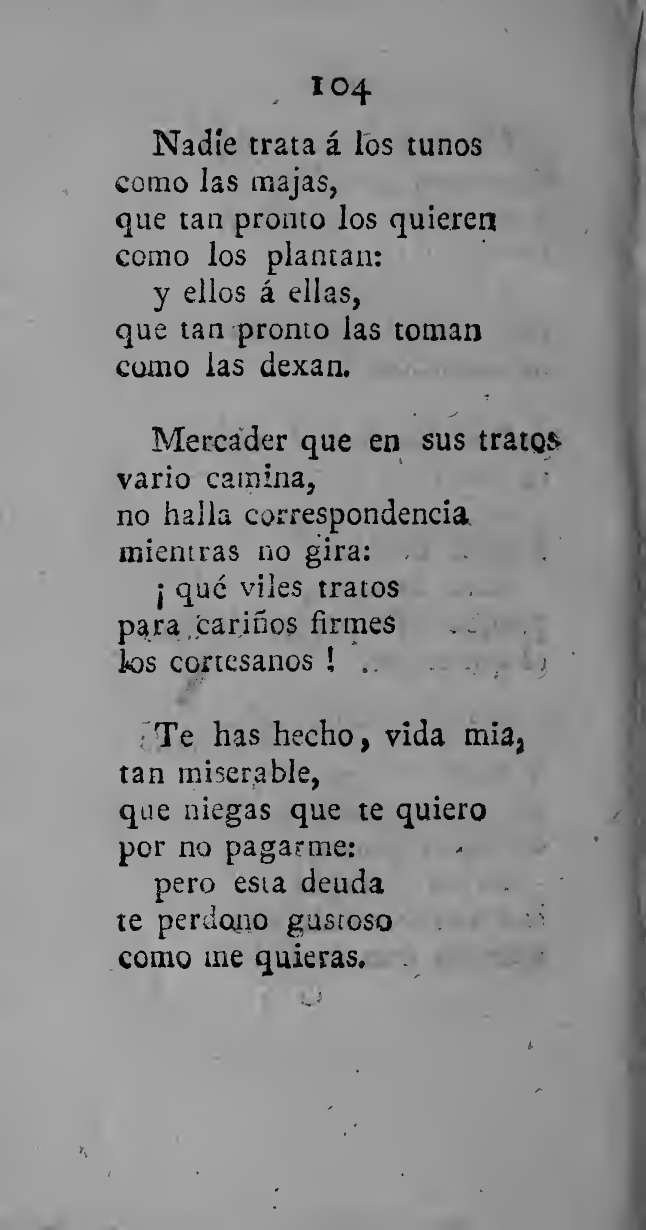 104
Nadie trata á los tunos
como las majas,
que tan pronto los quieren
como los plantan:
y ellos á ellas,
que tan pronto las toman
como las dexan.
Mercader que en sus tratos
vario camina,
no halla correspondencia
mientras no gira:
¡ qué viles tratos
para cariños firmes
los cortesanos !
Te has hecho, vida mia,
tan miserable,
que niegas que te quiero
por no pagarme:
pero esta deuda
te perdono gustoso
como me quieras.